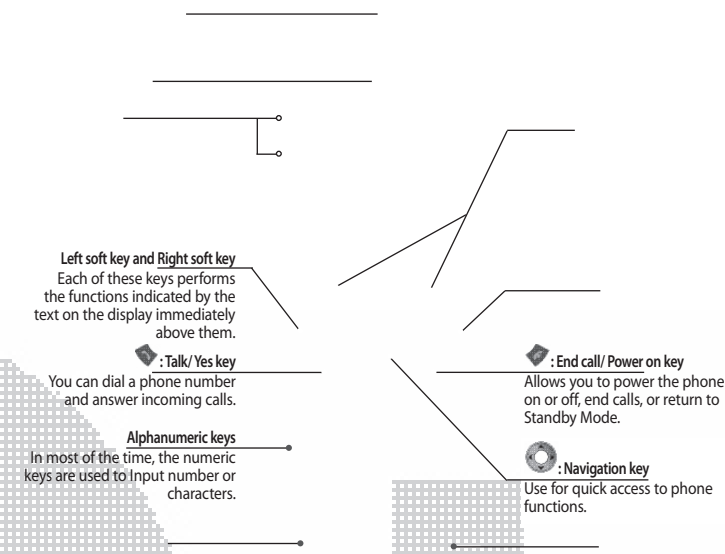 Left soft key and Right soft key
Each of these keys performs
the functions indicated by the
text on the display immediately
above them.
: Talk/ Yes key
You can dial a phone number
and answer incoming calls.
Alphanumeric keys
In most of the time, the numeric
keys are used to Input number or
characters.
: End call/ Power on key
Allows you to power the phone
on or off, end calls, or return to
Standby Mode.
: Navigation key
Use for quick access to phone
functions.